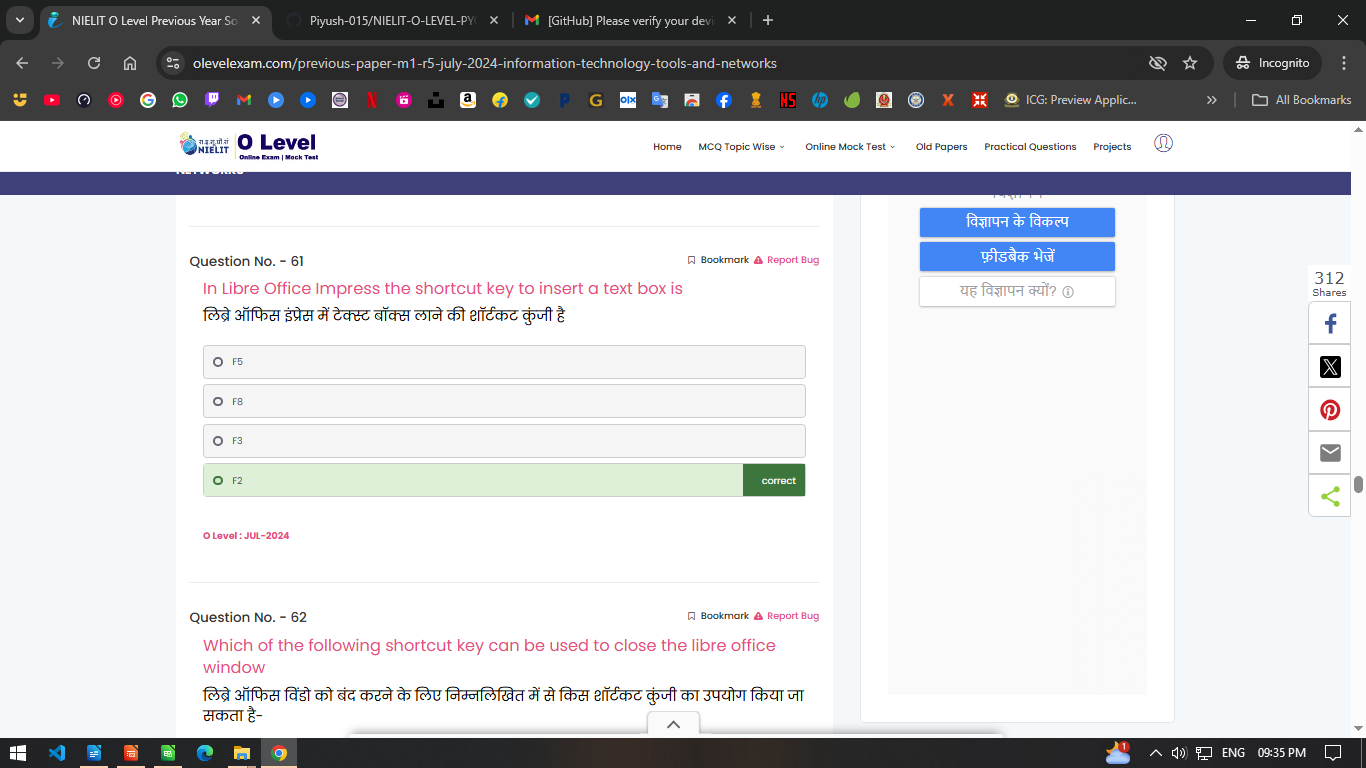 NIELIT O Level Previous Year So
Piyush-015/NIELIT-O-LEVEL-PY
[GitHub] Please verify your devi
olevelexam.com/previous-paper-m1-r5-july-2024-information-technology-tools-and-networks
Incognito
ICG: Preview Applic...
All Bookmarks
NIELIT
O Level
Online Exam | Mock Test
Home
MCQ Topic Wise
Online Mock Test
Old Papers
Practical Questions
Projects
NETWORKS
विज्ञापन
विज्ञापन के विकल्प
फ़ीडबैक भेजें
यह विज्ञापन क्यों?
312
Shares
Question No. - 61
Bookmark
Report Bug
In Libre Office Impress the shortcut key to insert a text box is
लिब्रे ऑफिस इंप्रेस में टेक्स्ट बॉक्स लाने की शॉर्टकट कुंजी है
F5
F8
F3
F2
correct
O Level : JUL-2024
Question No. - 62
Bookmark
Report Bug
Which of the following shortcut key can be used to close the libre office
window
लिब्रे ऑफिस विंडो को बंद करने के लिए निम्नलिखित में से किस शॉर्टकट कुंजी का उपयोग किया जा
सकता है-
1
ENG
09:35 PM